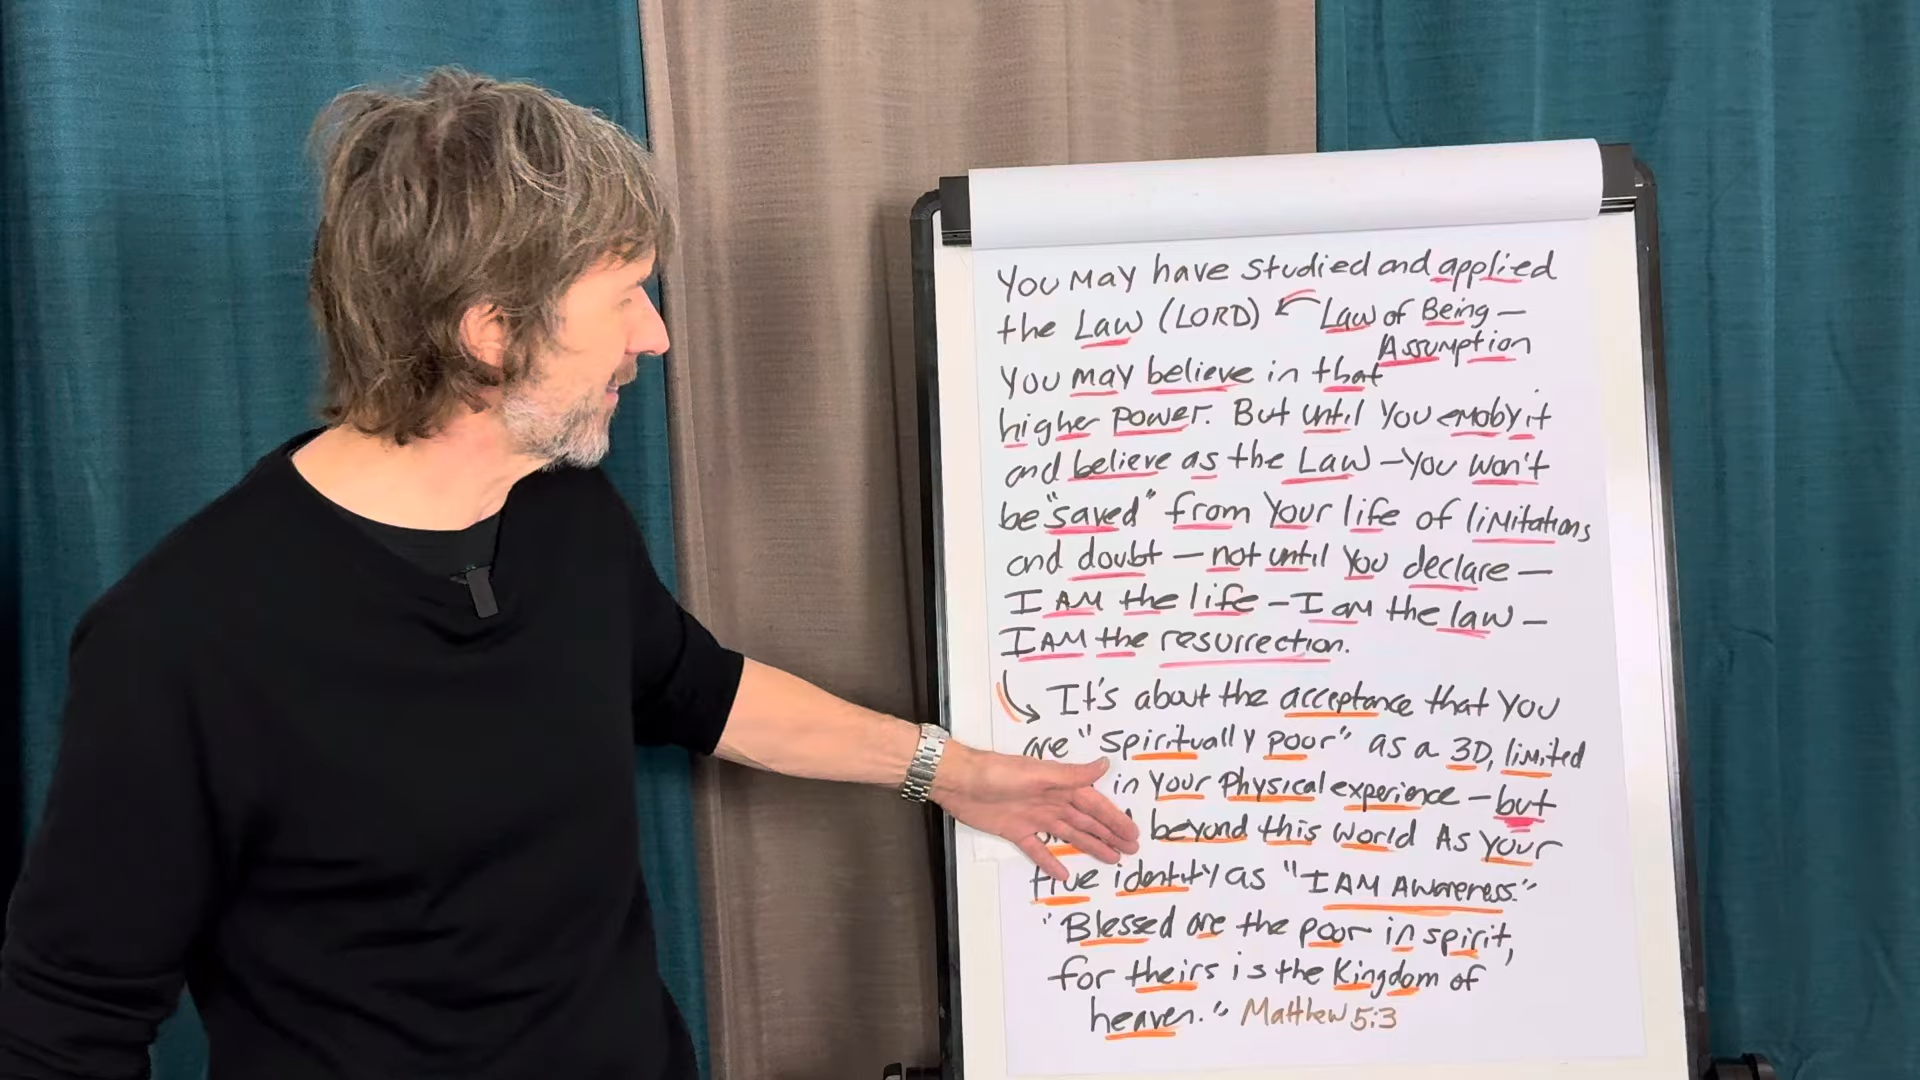 You may have studied and applied
the Law (LORD) Law of Being —
Assumption
You may believe in that
higher power. But until you emoby it
and believe as the Law — You won't
be "saved" from your life of limitations
and doubt — not until you declare —
I AM the life — I am the law —
I AM the resurrection.
It's about the acceptance that you
are "spiritually poor" as a 3D, limited
in your physical experience — but
beyond this world As your
true identity as "I AM Awareness."
"Blessed are the poor in spirit,
for theirs is the Kingdom of
heaven." Matthew 5:3